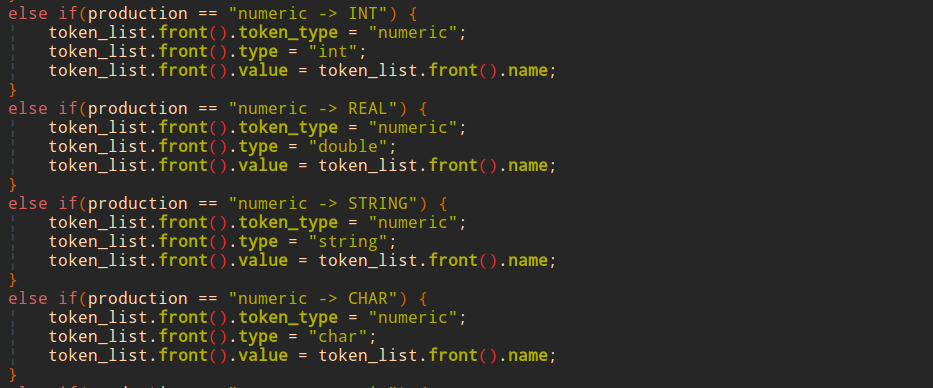 else if(production == "numeric -> INT") {
    token_list.front().token_type = "numeric";
    token_list.front().type = "int";
    token_list.front().value = token_list.front().name;
}
else if(production == "numeric -> REAL") {
    token_list.front().token_type = "numeric";
    token_list.front().type = "double";
    token_list.front().value = token_list.front().name;
}
else if(production == "numeric -> STRING") {
    token_list.front().token_type = "numeric";
    token_list.front().type = "string";
    token_list.front().value = token_list.front().name;
}
else if(production == "numeric -> CHAR") {
    token_list.front().token_type = "numeric";
    token_list.front().type = "char";
    token_list.front().value = token_list.front().name;
}